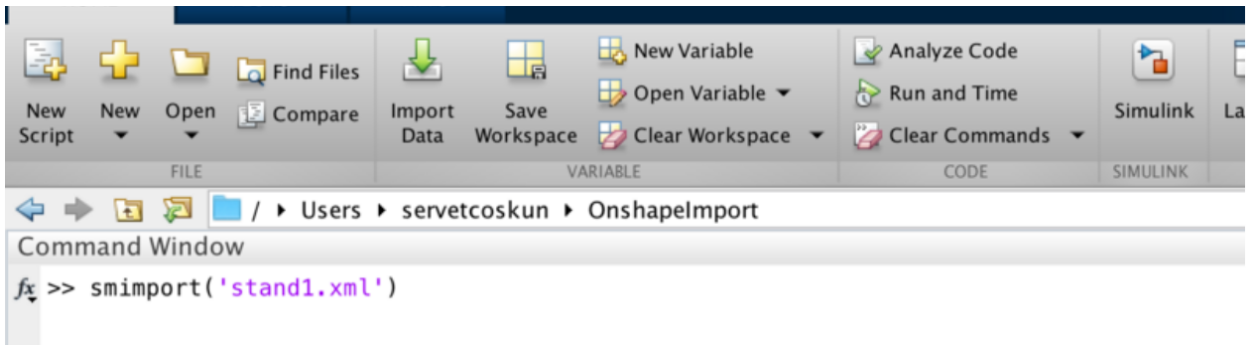 New Script
New
Open
Find Files
Compare
Import Data
Save Workspace
New Variable
Open Variable
Clear Workspace
Analyze Code
Run and Time
Clear Commands
Simulink
FILE
VARIABLE
CODE
SIMULINK
/ Users servetcoskun OnshapeImport
Command Window
fx >> smimport('stand1.xml')